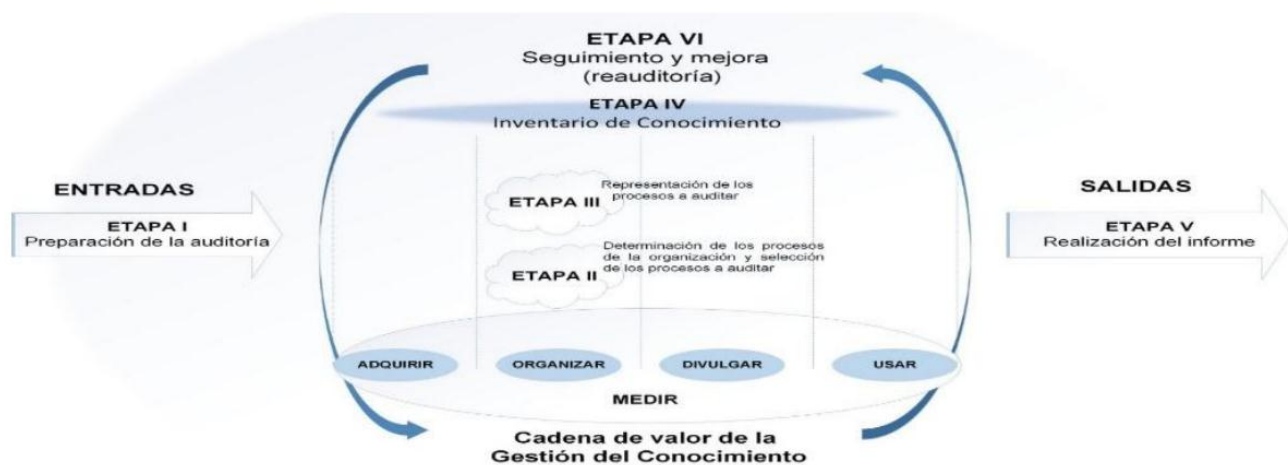 ETAPA VI
Seguimiento y mejora
(reauditoría)
ETAPA IV
Inventario de Conocimiento
ENTRADAS
ETAPA I
Preparación de la auditoría
ETAPA III
Representación de los
procesos a auditar
ETAPA II
Determinación de los procesos
de la organización y selección
de los procesos a auditar
SALIDAS
ETAPA V
Realización del informe
ADQUIRIR
ORGANIZAR
DIVULGAR
USAR
MEDIR
Cadena de valor de la
Gestión del Conocimiento